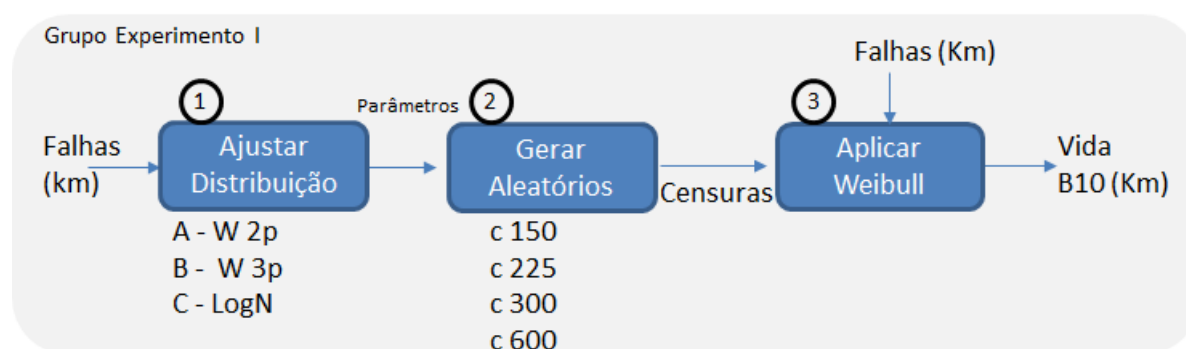 Grupo Experimento I
Falhas (Km)
1
Parâmetros
2
3
Falhas
(km)
Ajustar
Distribuição
Gerar
Aleatórios
Censuras
Aplicar
Weibull
Vida
B10 (Km)
A - W 2p
B - W 3p
C - LogN
c 150
c 225
c 300
c 600